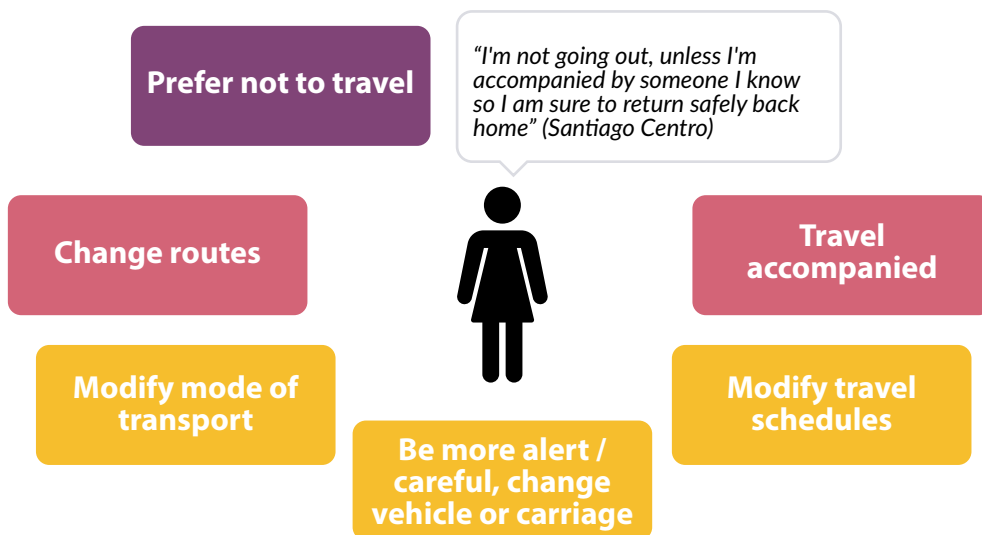 Prefer not to travel
“I'm not going out, unless I'm
accompanied by someone I know
so I am sure to return safely back
home” (Santiago Centro)
Change routes
Travel
accompanied
Modify mode of
transport
Modify travel
schedules
Be more alert /
careful, change
vehicle or carriage